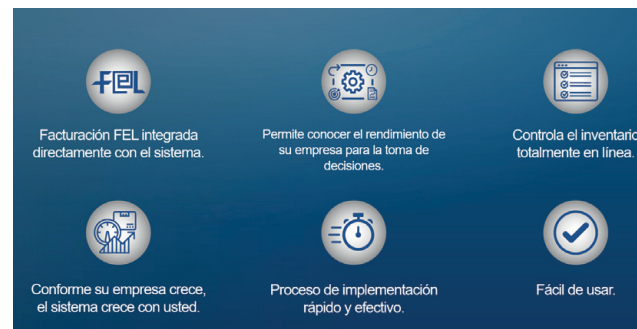 FEL
Facturación FEL integrada
directamente con el sistema.
Permite conocer el rendimiento de
su empresa para la toma de
decisiones.
Controla el inventario
totalmente en línea.
Conforme su empresa crece,
el sistema crece con usted.
Proceso de implementación
rápido y efectivo.
Fácil de usar.